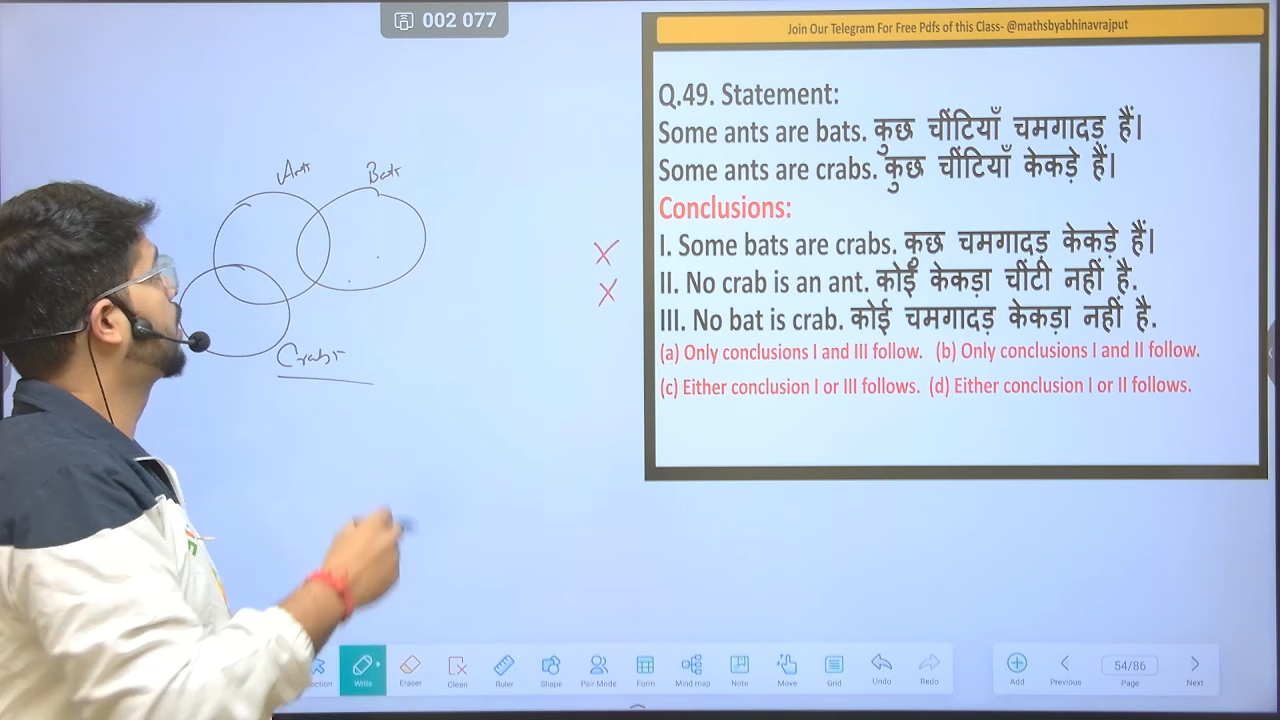 002 077
Join Our Telegram For Free Pdfs of this Class- @mathsbyabhinavrajput
Q.49. Statement:
Some ants are bats. कुछ चींटियाँ चमगादड़ हैं।
Some ants are crabs. कुछ चींटियाँ केकड़े हैं।
Conclusions:
I. Some bats are crabs. कुछ चमगादड़ केकड़े हैं।
II. No crab is an ant. कोई केकड़ा चींटी नहीं है.
III. No bat is crab. कोई चमगादड़ केकड़ा नहीं है.
(a) Only conclusions I and III follow. (b) Only conclusions I and II follow.
(c) Either conclusion I or III follows. (d) Either conclusion I or II follows.
Ants Bats
Crabs
Write Eraser Clean Ruler Shape Pair Mode Form Mind map Note Move Grid Undo Redo
Add Previous 54/86 Page Next